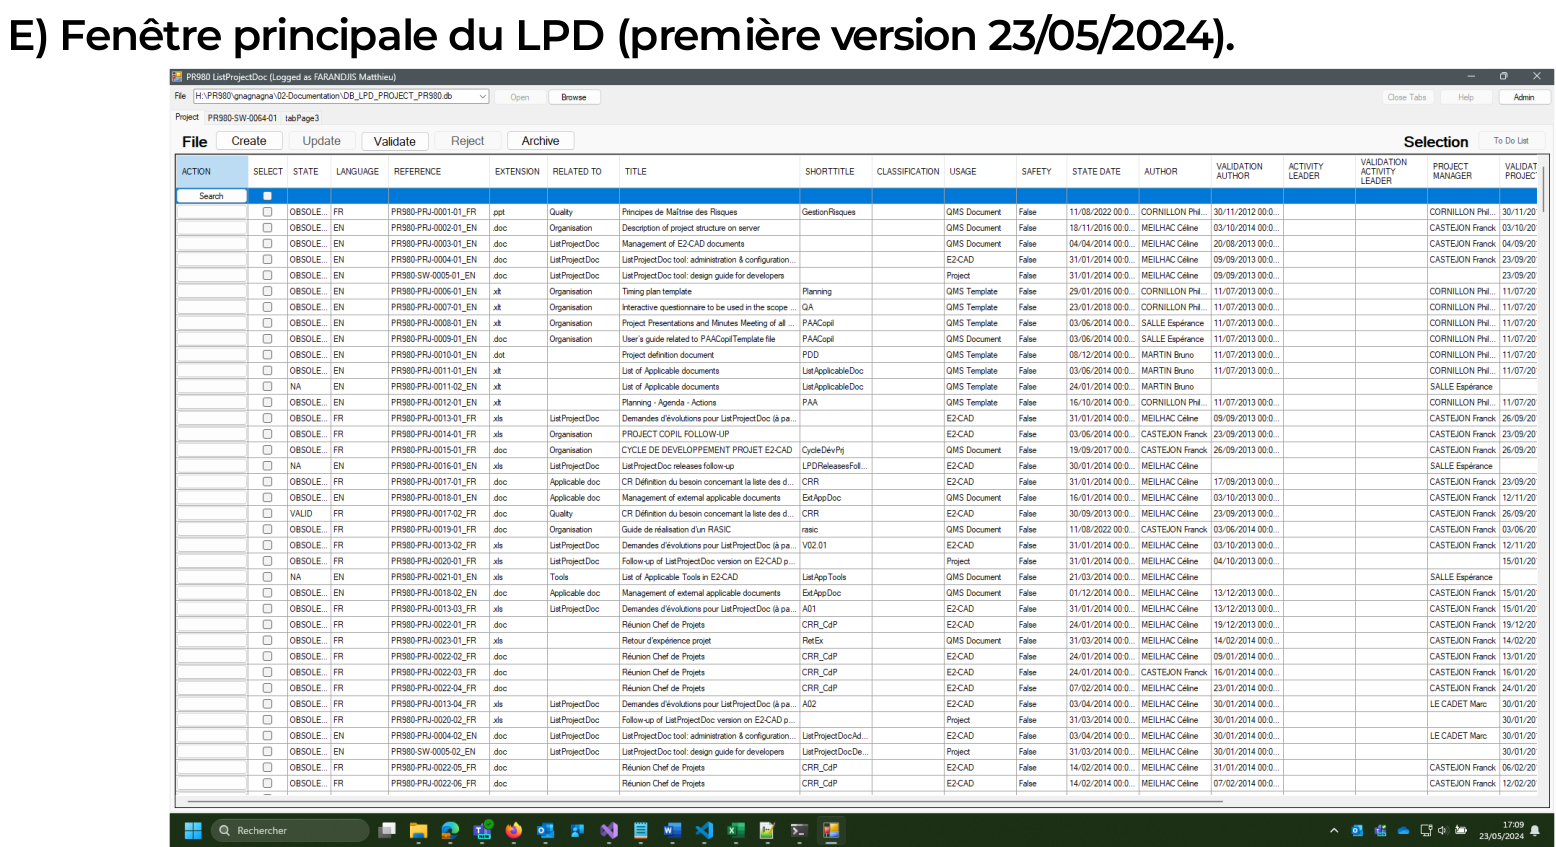 E) Fenêtre principale du LPD (première version 23/05/2024).
PR980 ListProjectDoc (Logged as FARANDJIS Matthieu)
File H:\PR980\gnagnagna\02-Documentation\DB_LPD_PROJECT_PR980.db Open Browse Close Tabs Help Admin
Project PR980-SW-0064-01 tabPage3
File Create Update Validate Reject Archive Selection To Do List
ACTION SELECT STATE LANGUAGE REFERENCE EXTENSION RELATED TO TITLE SHORTTITLE CLASSIFICATION USAGE SAFETY STATE DATE AUTHOR VALIDATION AUTHOR ACTIVITY LEADER VALIDATION ACTIVITY LEADER PROJECT MANAGER VALIDAT PROJEC
Search
OBSOLE... FR PR980-PRJ-0001-01_FR .ppt Quality Principes de Maîtrise des Risques GestionRisques QMS Document False 11/08/2022 00:0... CORNILLON Phil... 30/11/2012 00:0... CORNILLON Phil... 30/11/20
OBSOLE... EN PR980-PRJ-0002-01_EN .doc Organisation Description of project structure on server QMS Document False 18/11/2016 00:0... MEILHAC Céline 03/10/2014 00:0... CASTEJON Franck 03/10/20
OBSOLE... EN PR980-PRJ-0003-01_EN .doc ListProjectDoc Management of E2-CAD documents QMS Document False 04/04/2014 00:0... MEILHAC Céline 20/08/2013 00:0... CASTEJON Franck 04/09/20
OBSOLE... EN PR980-PRJ-0004-01_EN .doc ListProjectDoc ListProjectDoc tool: administration & configuration... E2-CAD False 31/01/2014 00:0... MEILHAC Céline 09/09/2013 00:0... CASTEJON Franck 23/09/20
OBSOLE... EN PR980-SW-0005-01_EN .doc ListProjectDoc ListProjectDoc tool: design guide for developers Project False 31/01/2014 00:0... MEILHAC Céline 09/09/2013 00:0... 23/09/20
OBSOLE... EN PR980-PRJ-0006-01_EN .xlt Organisation Timing plan template Planning QMS Template False 29/01/2016 00:0... CORNILLON Phil... 11/07/2013 00:0... CORNILLON Phil... 11/07/20
OBSOLE... EN PR980-PRJ-0007-01_EN .xlt Organisation Interactive questionnaire to be used in the scope ... QA QMS Template False 23/01/2018 00:0... CORNILLON Phil... 11/07/2013 00:0... CORNILLON Phil... 11/07/20
OBSOLE... EN PR980-PRJ-0008-01_EN .xlt Organisation Project Presentations and Minutes Meeting of all ... PAACopil QMS Template False 03/06/2014 00:0... SALLE Espérance 11/07/2013 00:0... CORNILLON Phil... 11/07/20
OBSOLE... EN PR980-PRJ-0009-01_EN .doc Organisation User's guide related to PAACopilTemplate file PAACopil QMS Document False 03/06/2014 00:0... SALLE Espérance 11/07/2013 00:0... CORNILLON Phil... 11/07/20
OBSOLE... EN PR980-PRJ-0010-01_EN .dot Project definition document PDD QMS Template False 08/12/2014 00:0... MARTIN Bruno 11/07/2013 00:0... CORNILLON Phil... 11/07/20
OBSOLE... EN PR980-PRJ-0011-01_EN .xlt List of Applicable documents ListApplicableDoc QMS Template False 03/06/2014 00:0... MARTIN Bruno 11/07/2013 00:0... CORNILLON Phil... 11/07/20
NA EN PR980-PRJ-0011-02_EN .xlt List of Applicable documents ListApplicableDoc QMS Template False 24/01/2014 00:0... MARTIN Bruno SALLE Espérance
OBSOLE... EN PR980-PRJ-0012-01_EN .xlt Planning - Agenda - Actions PAA QMS Template False 16/10/2014 00:0... CORNILLON Phil... 11/07/2013 00:0... CORNILLON Phil... 11/07/20
OBSOLE... FR PR980-PRJ-0013-01_FR .xls ListProjectDoc Demandes d'évolutions pour ListProjectDoc (à pa... E2-CAD False 31/01/2014 00:0... MEILHAC Céline 09/09/2013 00:0... CASTEJON Franck 26/09/20
OBSOLE... FR PR980-PRJ-0014-01_FR .xls Organisation PROJECT COPIL FOLLOW-UP E2-CAD False 03/06/2014 00:0... CASTEJON Franck 23/09/2013 00:0... CASTEJON Franck 23/09/20
OBSOLE... FR PR980-PRJ-0015-01_FR .doc Organisation CYCLE DE DEVELOPPEMENT PROJET E2-CAD CycleDévPrj E2-CAD False 19/09/2017 00:0... CASTEJON Franck 26/09/2013 00:0... CASTEJON Franck 26/09/20
NA EN PR980-PRJ-0016-01_EN .xls ListProjectDoc ListProjectDoc releases follow-up LPDReleasesFoll... E2-CAD False 30/01/2014 00:0... MEILHAC Céline SALLE Espérance
OBSOLE... FR PR980-PRJ-0017-01_FR .doc Applicable doc CR Définition du besoin concernant la liste des d... CRR E2-CAD False 31/01/2014 00:0... MEILHAC Céline 17/09/2013 00:0... CASTEJON Franck 23/09/20
OBSOLE... EN PR980-PRJ-0018-01_EN .doc Applicable doc Management of external applicable documents ExtAppDoc QMS Document False 16/01/2014 00:0... MEILHAC Céline 03/10/2013 00:0... CASTEJON Franck 12/11/20
VALID FR PR980-PRJ-0017-02_FR .doc Quality CR Définition du besoin concernant la liste des d... CRR E2-CAD False 30/09/2013 00:0... MEILHAC Céline 23/09/2013 00:0... CASTEJON Franck 26/09/20
OBSOLE... FR PR980-PRJ-0019-01_FR .doc Organisation Guide de réalisation d'un RASIC rasic QMS Document False 11/08/2022 00:0... CASTEJON Franck 03/06/2014 00:0... CASTEJON Franck 03/06/20
OBSOLE... FR PR980-PRJ-0013-02_FR .xls ListProjectDoc Demandes d'évolutions pour ListProjectDoc (à pa... V02.01 E2-CAD False 31/01/2014 00:0... MEILHAC Céline 03/10/2013 00:0... CASTEJON Franck 12/11/20
OBSOLE... FR PR980-PRJ-0020-01_FR .xls ListProjectDoc Follow-up of ListProjectDoc version on E2-CAD p... Project False 31/01/2014 00:0... MEILHAC Céline 04/10/2013 00:0... 15/01/20
NA EN PR980-PRJ-0021-01_EN .xls Tools List of Applicable Tools in E2-CAD ListAppTools QMS Document False 21/03/2014 00:0... MEILHAC Céline SALLE Espérance
OBSOLE... EN PR980-PRJ-0018-02_EN .doc Applicable doc Management of external applicable documents ExtAppDoc QMS Document False 01/12/2014 00:0... MEILHAC Céline 13/12/2013 00:0... CASTEJON Franck 15/01/20
OBSOLE... FR PR980-PRJ-0013-03_FR .xls ListProjectDoc Demandes d'évolutions pour ListProjectDoc (à pa... A01 E2-CAD False 31/01/2014 00:0... MEILHAC Céline 13/12/2013 00:0... CASTEJON Franck 15/01/20
OBSOLE... FR PR980-PRJ-0022-01_FR .doc Réunion Chef de Projets CRR_CdP E2-CAD False 24/01/2014 00:0... MEILHAC Céline 19/12/2013 00:0... CASTEJON Franck 19/12/20
OBSOLE... FR PR980-PRJ-0023-01_FR .xls Retour d'expérience projet RetEx QMS Document False 31/03/2014 00:0... MEILHAC Céline 14/02/2014 00:0... CASTEJON Franck 14/02/20
OBSOLE... FR PR980-PRJ-0022-02_FR .doc Réunion Chef de Projets CRR_CdP E2-CAD False 24/01/2014 00:0... MEILHAC Céline 09/01/2014 00:0... CASTEJON Franck 13/01/20
OBSOLE... FR PR980-PRJ-0022-03_FR .doc Réunion Chef de Projets CRR_CdP E2-CAD False 24/01/2014 00:0... CASTEJON Franck 16/01/2014 00:0... CASTEJON Franck 16/01/20
OBSOLE... FR PR980-PRJ-0022-04_FR .doc Réunion Chef de Projets CRR_CdP E2-CAD False 07/02/2014 00:0... MEILHAC Céline 23/01/2014 00:0... CASTEJON Franck 24/01/20
OBSOLE... FR PR980-PRJ-0013-04_FR .xls ListProjectDoc Demandes d'évolutions pour ListProjectDoc (à pa... A02 E2-CAD False 03/04/2014 00:0... MEILHAC Céline 30/01/2014 00:0... LE CADET Marc 30/01/20
OBSOLE... FR PR980-PRJ-0020-02_FR .xls ListProjectDoc Follow-up of ListProjectDoc version on E2-CAD p... Project False 31/03/2014 00:0... MEILHAC Céline 30/01/2014 00:0... 30/01/20
OBSOLE... EN PR980-PRJ-0004-02_EN .doc ListProjectDoc ListProjectDoc tool: administration & configuration... ListProjectDocAd... E2-CAD False 03/04/2014 00:0... MEILHAC Céline 30/01/2014 00:0... LE CADET Marc 30/01/20
OBSOLE... EN PR980-SW-0005-02_EN .doc ListProjectDoc ListProjectDoc tool: design guide for developers ListProjectDocDe... Project False 31/03/2014 00:0... MEILHAC Céline 30/01/2014 00:0... 30/01/20
OBSOLE... FR PR980-PRJ-0022-05_FR .doc Réunion Chef de Projets CRR_CdP E2-CAD False 14/02/2014 00:0... MEILHAC Céline 31/01/2014 00:0... CASTEJON Franck 06/02/20
OBSOLE... FR PR980-PRJ-0022-06_FR .doc Réunion Chef de Projets CRR_CdP E2-CAD False 14/02/2014 00:0... MEILHAC Céline 07/02/2014 00:0... CASTEJON Franck 12/02/20
Rechercher 17:09
23/05/2024